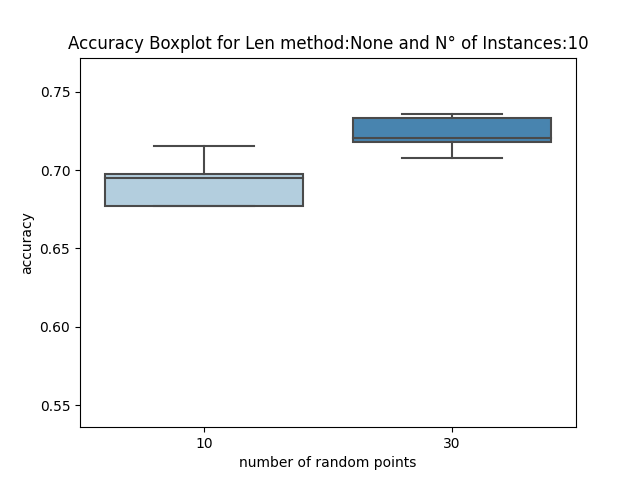 Accuracy Boxplot for Len method:None and N° of Instances:10
0.75
0.70
0.65
0.60
0.55
accuracy
10
30
number of random points